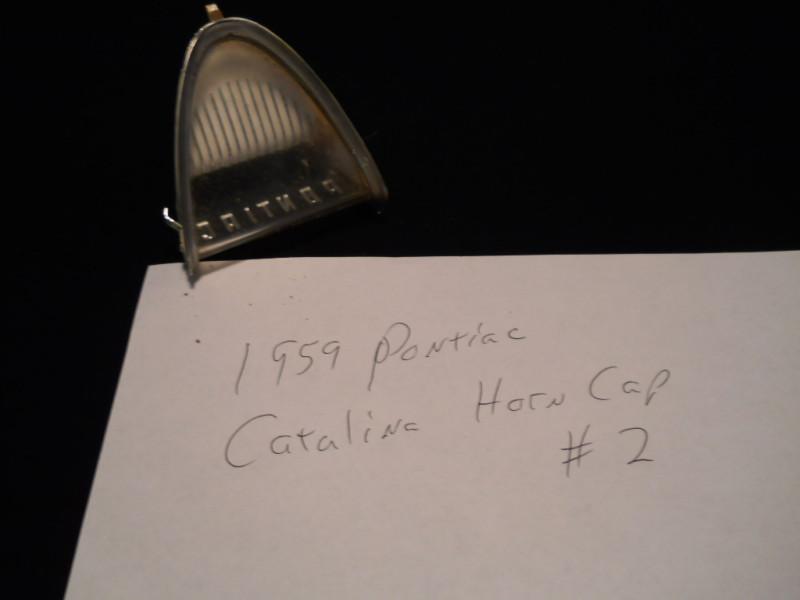 PONTIAC
1959 Pontiac
Catalina Horn Cap
# 2